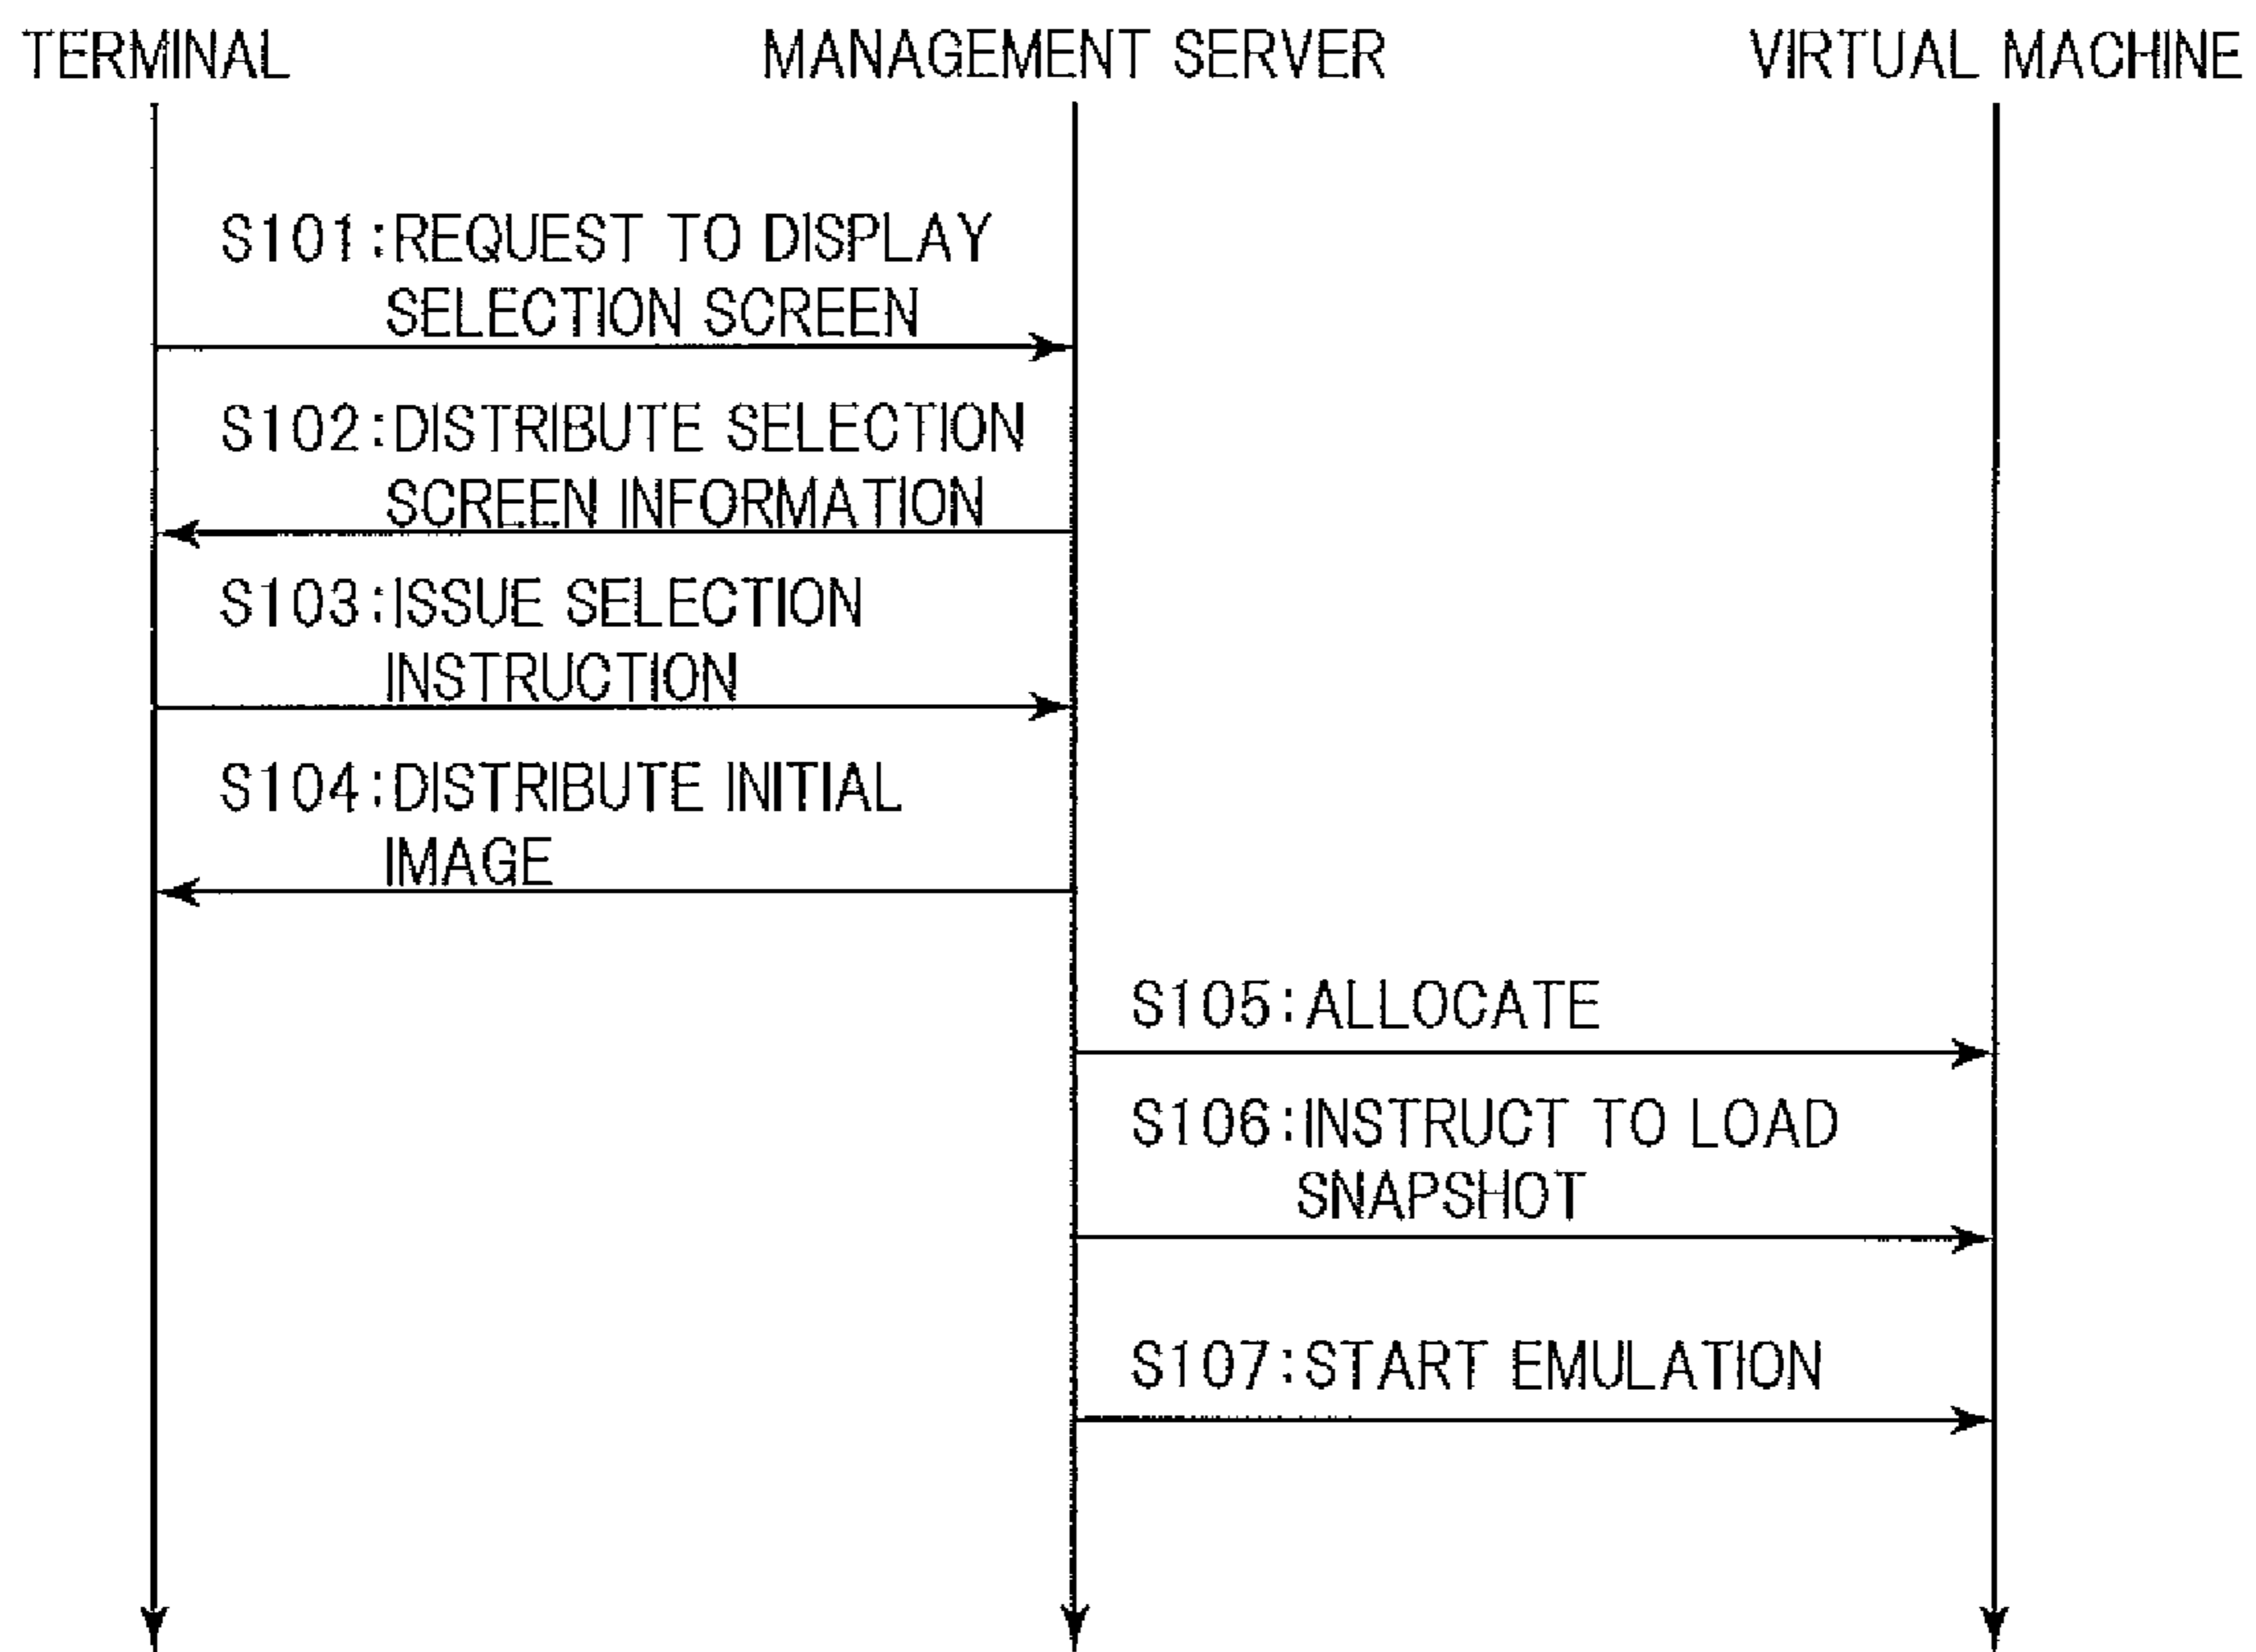 TERMINAL MANAGEMENT SERVER VIRTUAL MACHINE
S101:REQUEST TO DISPLAY
SELECTION SCREEN
S102:DISTRIBUTE SELECTION
SCREEN INFORMATION
S103:ISSUE SELECTION
INSTRUCTION
S104:DISTRIBUTE INITIAL
IMAGE
S105:ALLOCATE
S106:INSTRUCT TO LOAD
SNAPSHOT
S107:START EMULATION